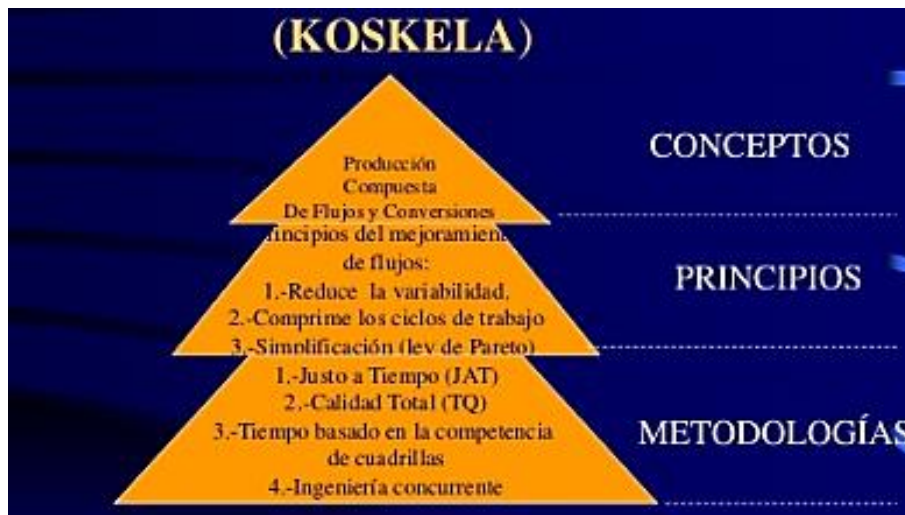 (KOSKELA)
Producción
Compuesta
De Flujos y Conversiones
CONCEPTOS
de flujos:
1.-Reduce la variabilidad,
2.-Comprime los ciclos de trabajo
3.-Simplificación (ley de Pareto)
PRINCIPIOS
1.-Justo a Tiempo (JAT)
2.-Calidad Total (TQ)
3.-Tiempo basado en la competencia
de cuadrillas
4.-Ingeniería concurrente
METODOLOGÍAS